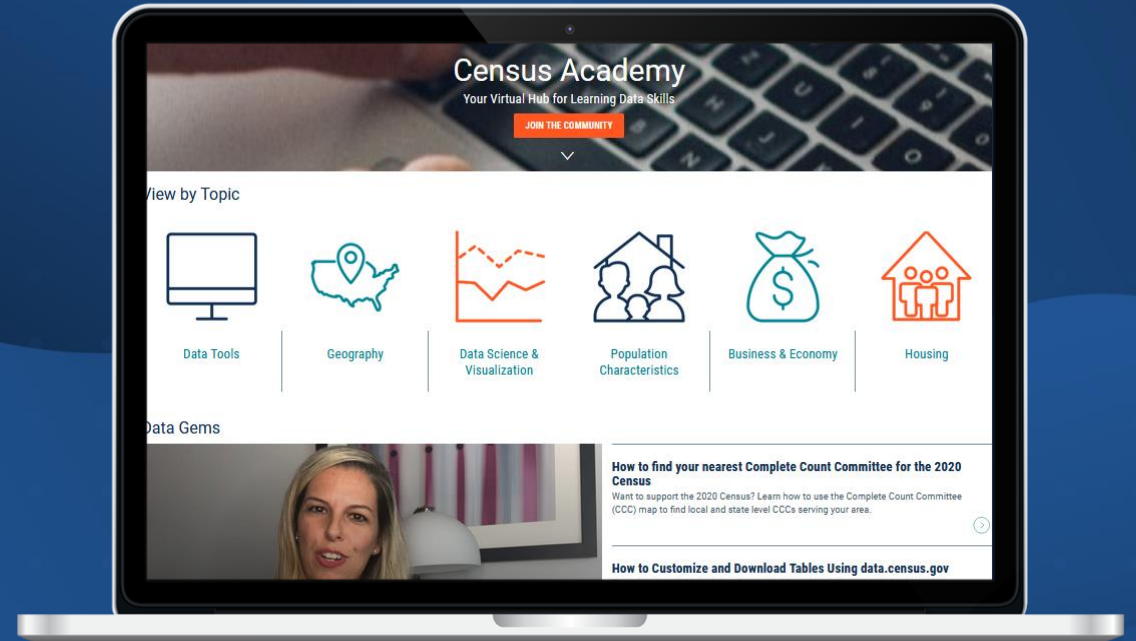 Census Academy
Your Virtual Hub for Learning Data Skills
JOIN THE COMMUNITY
View by Topic
$
Data Tools
Geography
Data Science &
Visualization
Population
Characteristics
Business & Economy
Housing
Data Gems
How to find your nearest Complete Count Committee for the 2020
Census
Want to support the 2020 Census? Learn how to use the Complete Count Committee
(CCC) map to find local and state level CCCs serving your area.
How to Customize and Download Tables Using data.census.gov